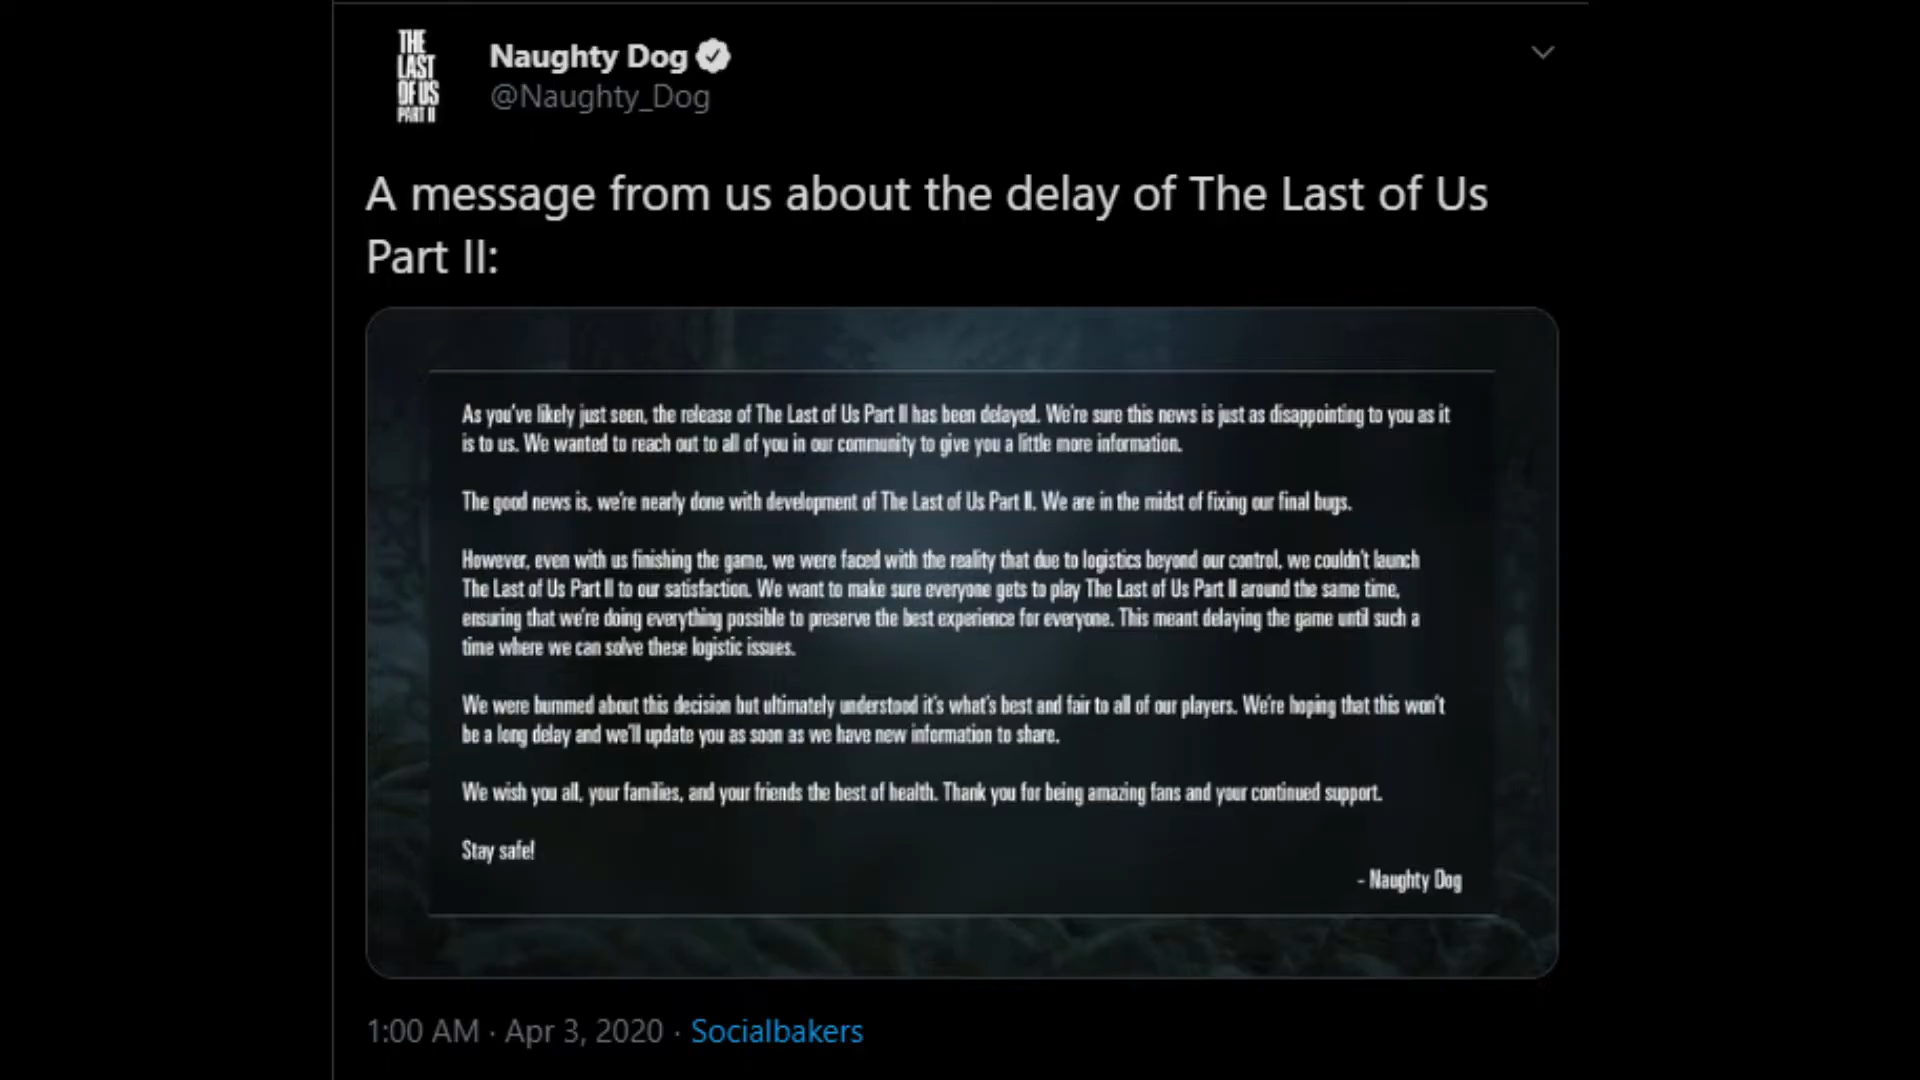 THE
LAST
OF US
PART II
Naughty Dog
@Naughty_Dog
A message from us about the delay of The Last of Us
Part II:
As you've likely just seen, the release of The Last of Us Part II has been delayed. We're sure this news is just as disappointing to you as it
is to us. We wanted to reach out to all of you in our community to give you a little more information.
The good news is, we're nearly done with development of The Last of Us Part II. We are in the midst of fixing our final bugs.
However, even with us finishing the game, we were faced with the reality that due to logistics beyond our control, we couldn't launch
The Last of Us Part II to our satisfaction. We want to make sure everyone gets to play The Last of Us Part II around the same time,
ensuring that we're doing everything possible to preserve the best experience for everyone. This meant delaying the game until such a
time where we can solve these logistic issues.
We were bummed about this decision but ultimately understood it's what's best and fair to all of our players. We're hoping that this won't
be a long delay and we'll update you as soon as we have new information to share.
We wish you all, your families, and your friends the best of health. Thank you for being amazing fans and your continued support.
Stay safe!
- Naughty Dog
1:00 AM · Apr 3, 2020 · Socialbakers